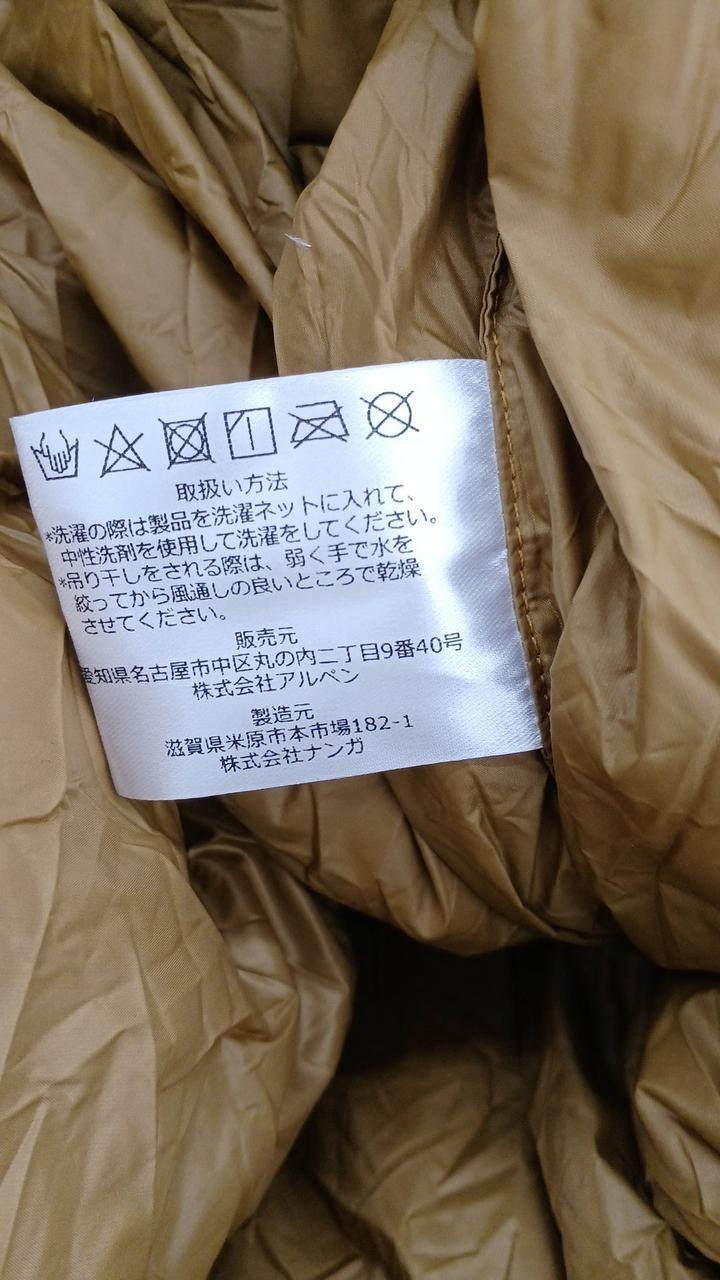 取扱い方法
*洗濯の際は製品を洗濯ネットに入れて、
中性洗剤を使用して洗濯をしてください。
*吊り干しをされる際は、弱く手で水を
絞ってから風通しの良いところで乾燥
させてください。
販売元
愛知県名古屋市中区丸の内二丁目9番40号
株式会社アルペン
製造元
滋賀県米原市本市場182-1
株式会社ナンガ